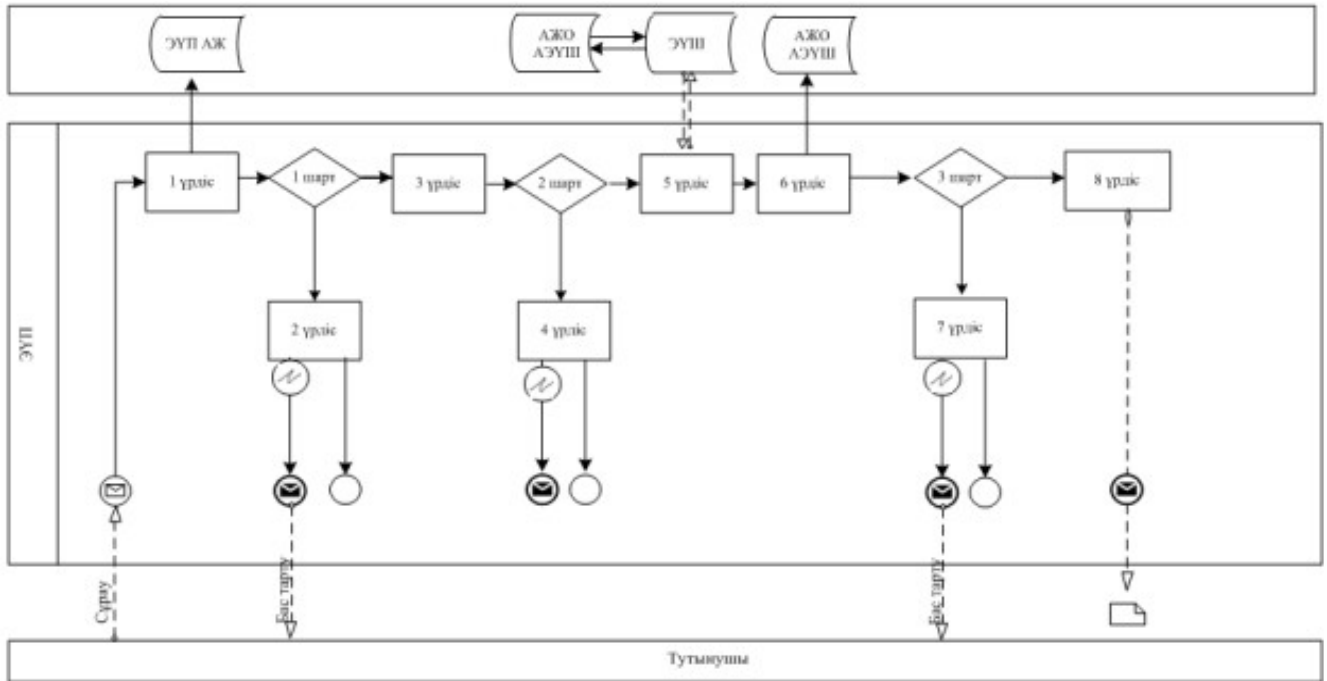 ЭҮП АЖ
АЖО
АЭҮШ
ЭҮШ
АЖО
АЭҮШ
1 үрдіс
1 шарт
3 үрдіс
2 шарт
5 үрдіс
6 үрдіс
3 шарт
8 үрдіс
2 үрдіс
4 үрдіс
7 үрдіс
ЭҮП
Сұрау
Бас тарту
Бас тарту
Тутынушы